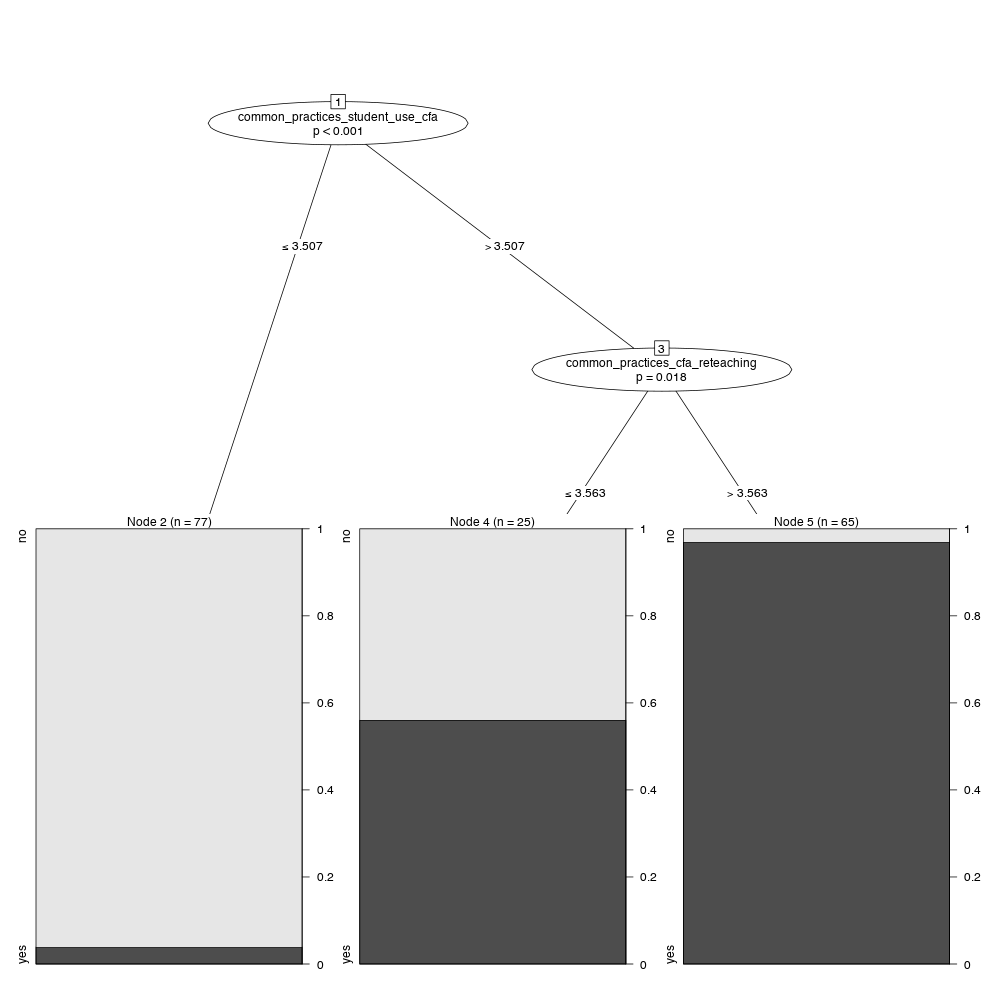 1
common_practices_student_use_cfa
p < 0.001
≤ 3.507
> 3.507
3
common_practices_cfa_reteaching
p = 0.018
≤ 3.563
> 3.563
Node 2 (n = 77)
no
yes
1
0.8
0.6
0.4
0.2
0
Node 4 (n = 25)
no
yes
1
0.8
0.6
0.4
0.2
0
Node 5 (n = 65)
no
yes
1
0.8
0.6
0.4
0.2
0